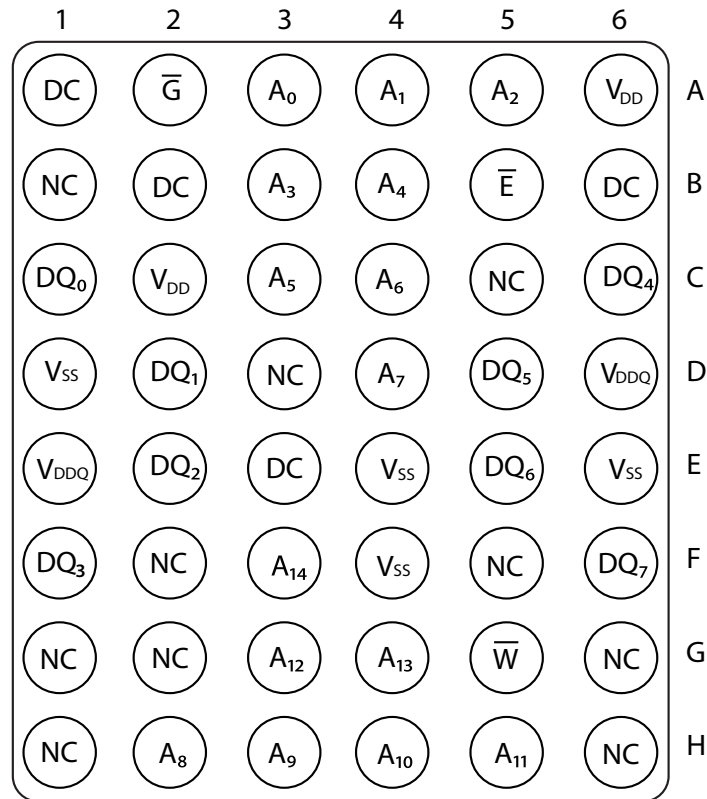 1 2 3 4 5 6
DC G̅ A₀ A₁ A₂ V_DD A
NC DC A₃ A₄ E̅ DC B
DQ₀ V_DD A₅ A₆ NC DQ₄ C
V_SS DQ₁ NC A₇ DQ₅ V_DDQ D
V_DDQ DQ₂ DC V_SS DQ₆ V_SS E
DQ₃ NC A₁₄ V_SS NC DQ₇ F
NC NC A₁₂ A₁₃ W̅ NC G
NC A₈ A₉ A₁₀ A₁₁ NC H